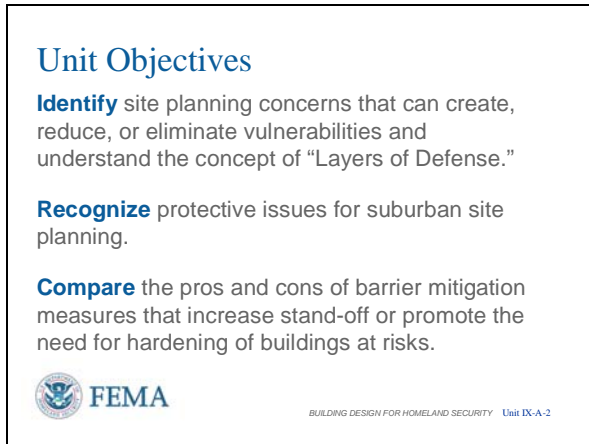 Unit Objectives
Identify site planning concerns that can create,
reduce, or eliminate vulnerabilities and
understand the concept of “Layers of Defense.”
Recognize protective issues for suburban site
planning.
Compare the pros and cons of barrier mitigation
measures that increase stand-off or promote the
need for hardening of buildings at risks.
FEMA
BUILDING DESIGN FOR HOMELAND SECURITY Unit IX-A-2